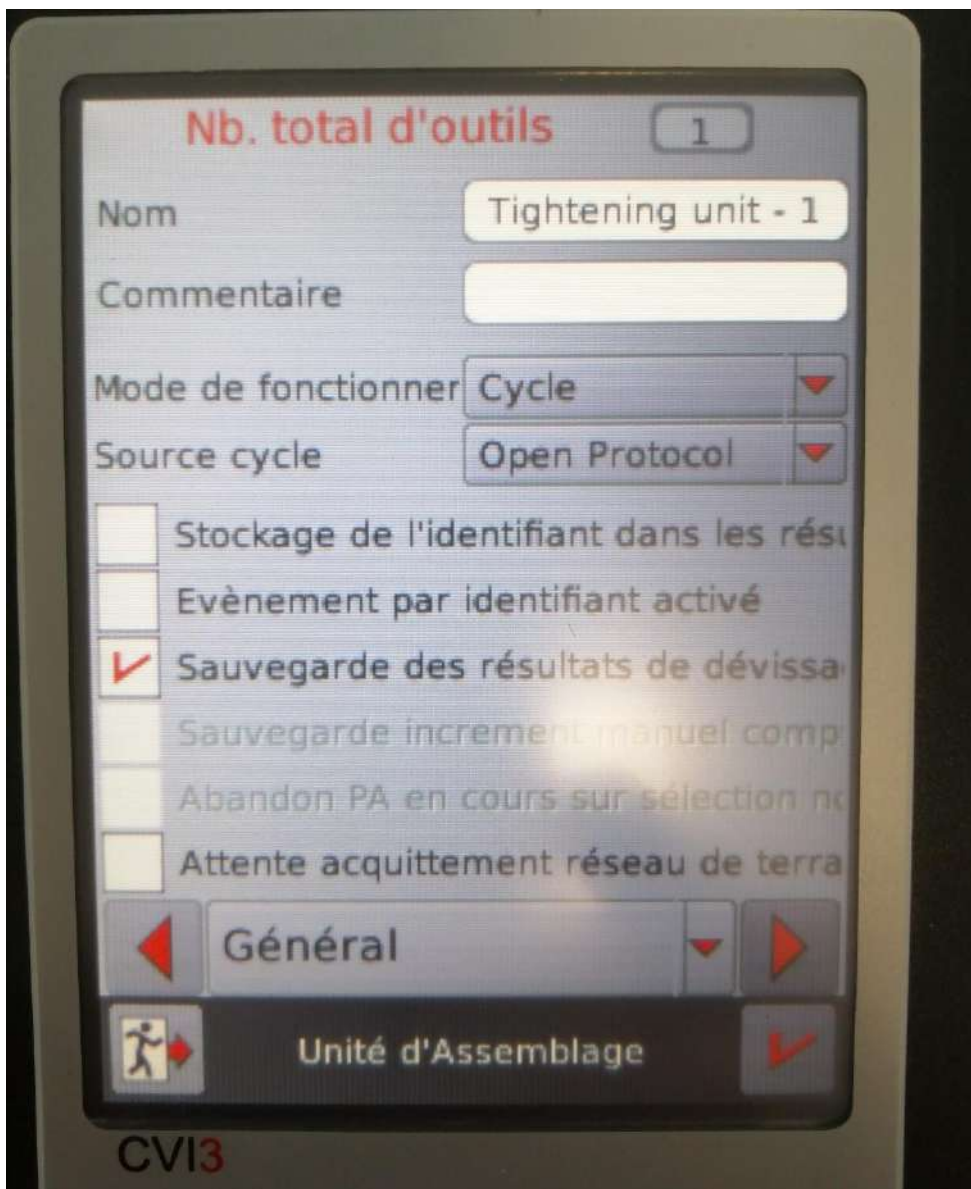 Nb. total d'outils 1
Nom Tightening unit - 1
Commentaire
Mode de fonctionner Cycle
Source cycle Open Protocol
Stockage de l'identifiant dans les résu
Evènement par identifiant activé
Sauvegarde des résultats de dévissa
Sauvegarde increment manuel comp
Abandon PA en cours sur sélection no
Attente acquittement réseau de terra
Général
Unité d'Assemblage
CVI3